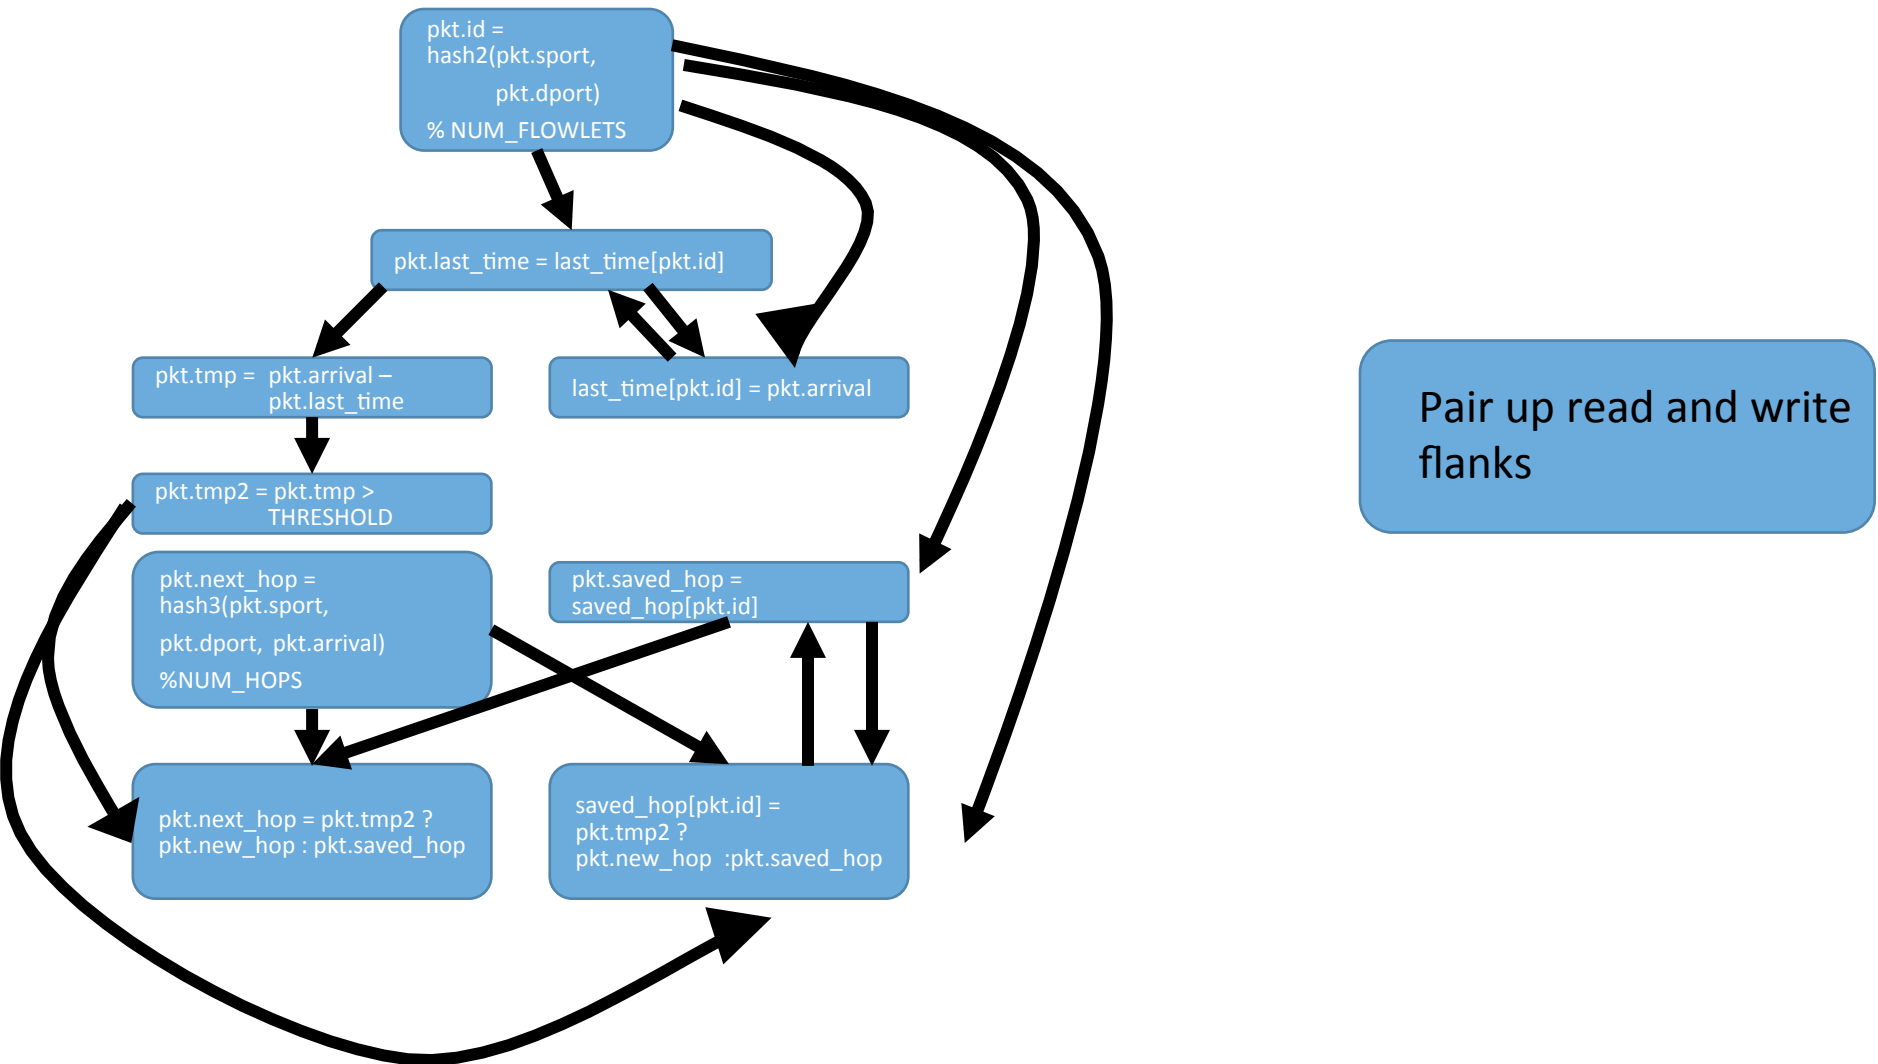 pkt.id =
hash2(pkt.sport,
pkt.dport)
% NUM_FLOWLETS
pkt.last_time = last_time[pkt.id]
pkt.tmp = pkt.arrival –
pkt.last_time
last_time[pkt.id] = pkt.arrival
Pair up read and write
flanks
pkt.tmp2 = pkt.tmp >
THRESHOLD
pkt.next_hop =
hash3(pkt.sport,
pkt.dport, pkt.arrival)
%NUM_HOPS
pkt.saved_hop =
saved_hop[pkt.id]
pkt.next_hop = pkt.tmp2 ?
pkt.new_hop : pkt.saved_hop
saved_hop[pkt.id] =
pkt.tmp2 ?
pkt.new_hop :pkt.saved_hop